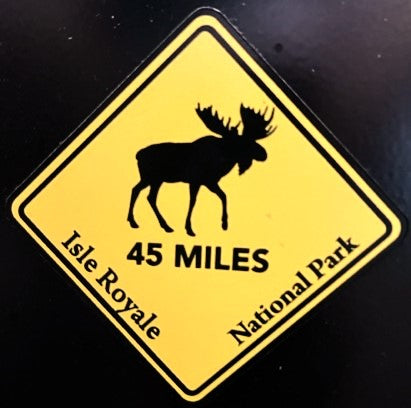 45 MILES
Isle Royale
National Park